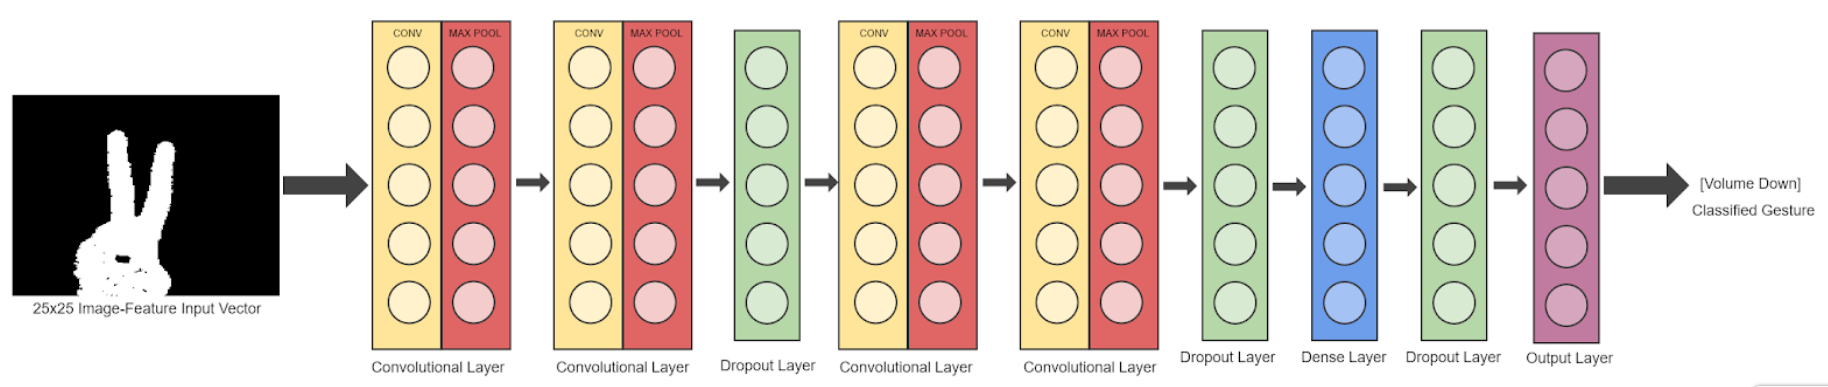 CONV MAX POOL
CONV MAX POOL
CONV MAX POOL
CONV MAX POOL
25x25 Image-Feature Input Vector
Convolutional Layer
Convolutional Layer
Dropout Layer
Convolutional Layer
Convolutional Layer
Dropout Layer
Dense Layer
Dropout Layer
Output Layer
[Volume Down]
Classified Gesture